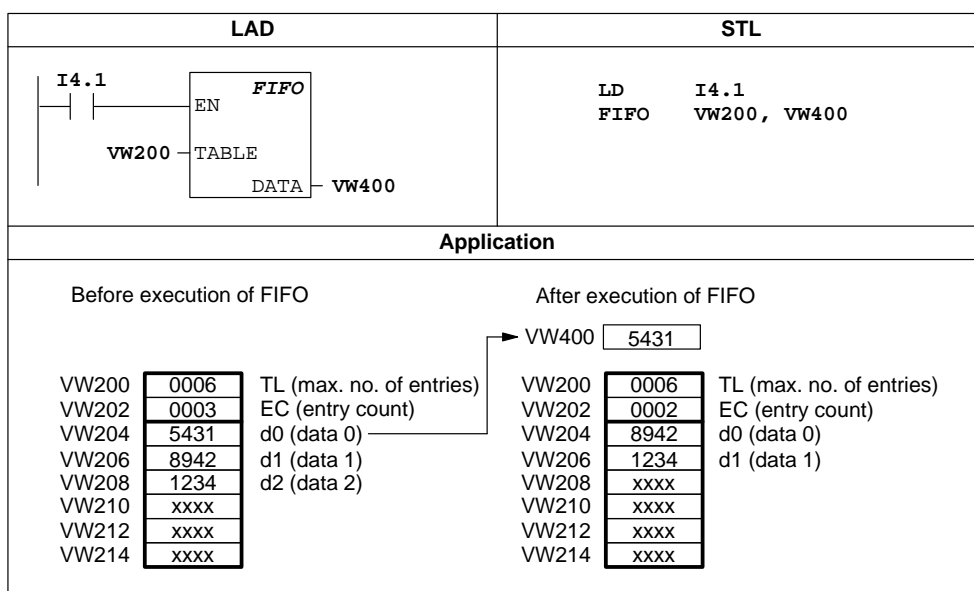 LAD
STL
I4.1
FIFO
EN
VW200
TABLE
DATA
VW400
LD I4.1
FIFO VW200, VW400
Application
Before execution of FIFO
After execution of FIFO
VW400 5431
VW200 0006 TL (max. no. of entries)
VW202 0003 EC (entry count)
VW204 5431 d0 (data 0)
VW206 8942 d1 (data 1)
VW208 1234 d2 (data 2)
VW210 xxxx
VW212 xxxx
VW214 xxxx
VW200 0006 TL (max. no. of entries)
VW202 0002 EC (entry count)
VW204 8942 d0 (data 0)
VW206 1234 d1 (data 1)
VW208 xxxx
VW210 xxxx
VW212 xxxx
VW214 xxxx